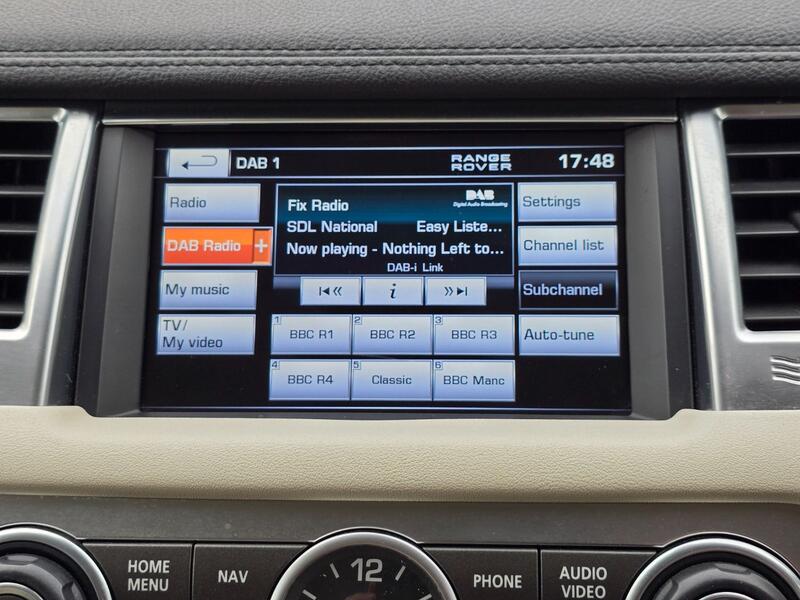 DAB 1
RANGE
ROVER
17:48
Radio
DAB Radio +
My music
TV/
My video
Fix Radio
DAB
Digital Audio Broadcasting
SDL National Easy Liste...
Now playing - Nothing Left to...
DAB-i Link
i
Settings
Channel list
Subchannel
Auto-tune
1 BBC R1
2 BBC R2
3 BBC R3
4 BBC R4
5 Classic
6 BBC Manc
HOME
MENU
NAV
12
PHONE
AUDIO
VIDEO